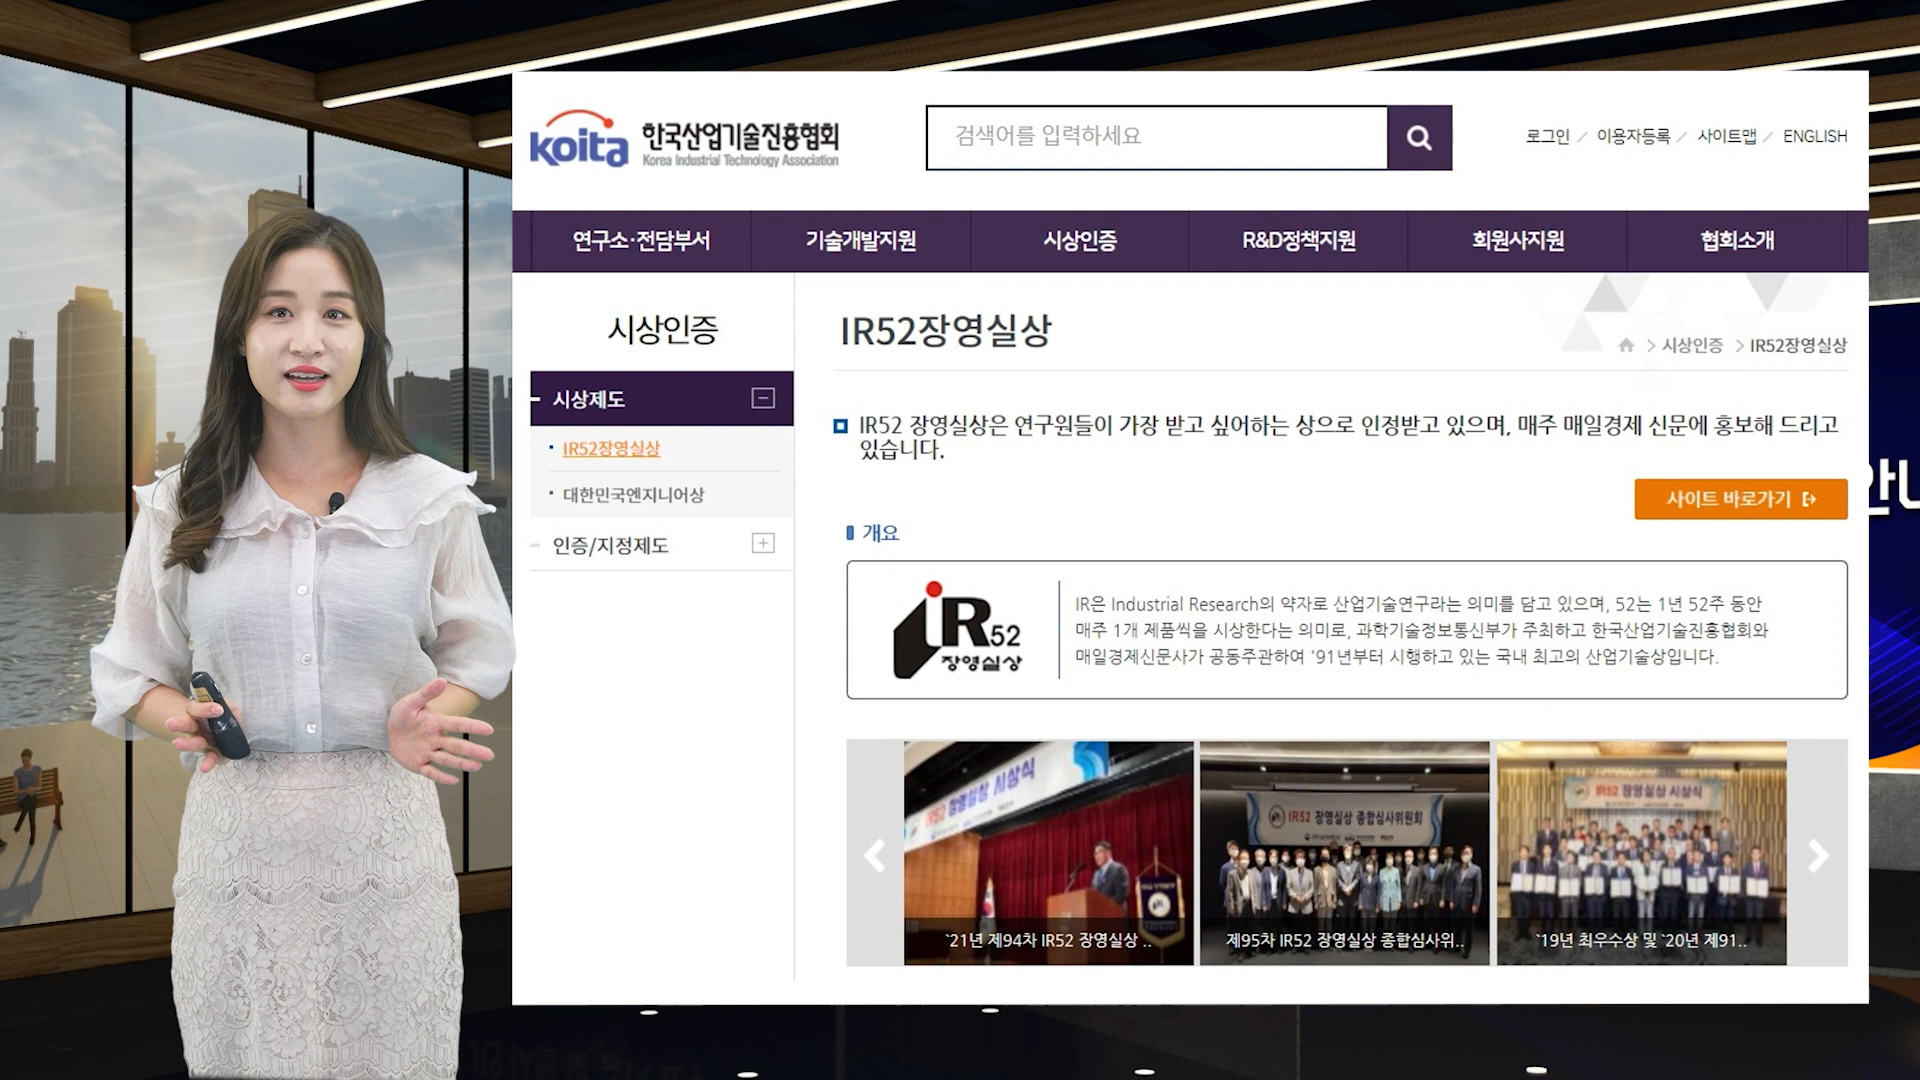 koita 한국산업기술진흥협회
Korea Industrial Technology Association
검색어를 입력하세요
로그인 / 이용자등록 / 사이트맵 / ENGLISH
연구소·전담부서
기술개발지원
시상인증
R&D정책지원
회원사지원
협회소개
시상인증
시상제도
IR52장영실상
대한민국엔지니어상
인증/지정제도
IR52장영실상
> 시상인증 > IR52장영실상
IR52 장영실상은 연구원들이 가장 받고 싶어하는 상으로 인정받고 있으며, 매주 매일경제 신문에 홍보해 드리고
있습니다.
사이트 바로가기
개요
iR52
장영실상
IR은 Industrial Research의 약자로 산업기술연구라는 의미를 담고 있으며, 52는 1년 52주 동안
매주 1개 제품씩을 시상한다는 의미로, 과학기술정보통신부가 주최하고 한국산업기술진흥협회와
매일경제신문사가 공동주관하여 '91년부터 시행하고 있는 국내 최고의 산업기술상입니다.
IR52 장영실상 시상식
IR52 장영실상 종합심사위원회
IR52 장영실상 시상식
`21년 제94차 IR52 장영실상 ..
제95차 IR52 장영실상 종합심사위..
`19년 최우수상 및 `20년 제91..